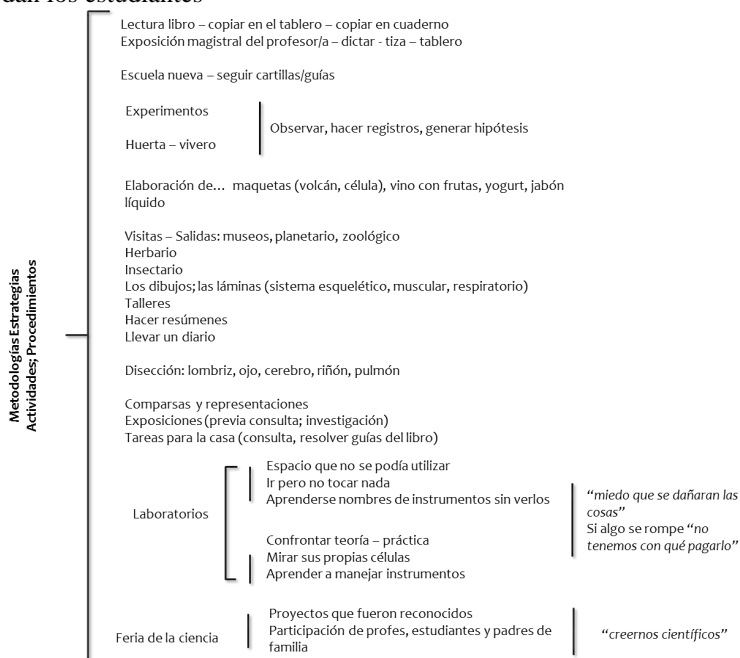 dan los estudiantes
Lectura libro – copiar en el tablero – copiar en cuaderno
Exposición magistral del profesor/a – dictar - tiza – tablero
Escuela nueva – seguir cartillas/guías
Experimentos
Huerta – vivero
Observar, hacer registros, generar hipótesis
Elaboración de… maquetas (volcán, célula), vino con frutas, yogurt, jabón
líquido
Visitas – Salidas: museos, planetario, zoológico
Herbario
Insectario
Los dibujos; las láminas (sistema esquelético, muscular, respiratorio)
Talleres
Hacer resúmenes
Llevar un diario
Metodologías Estrategias
Actividades; Procedimientos
Disección: lombriz, ojo, cerebro, riñón, pulmón
Comparsas y representaciones
Exposiciones (previa consulta; investigación)
Tareas para la casa (consulta, resolver guías del libro)
Laboratorios
Espacio que no se podía utilizar
Ir pero no tocar nada
Aprenderse nombres de instrumentos sin verlos
Confrontar teoría – práctica
Mirar sus propias células
Aprender a manejar instrumentos
“miedo que se dañaran las
cosas”
Si algo se rompe “no
tenemos con qué pagarlo”
Feria de la ciencia
Proyectos que fueron reconocidos
Participación de profes, estudiantes y padres de
familia
“creernos científicos”